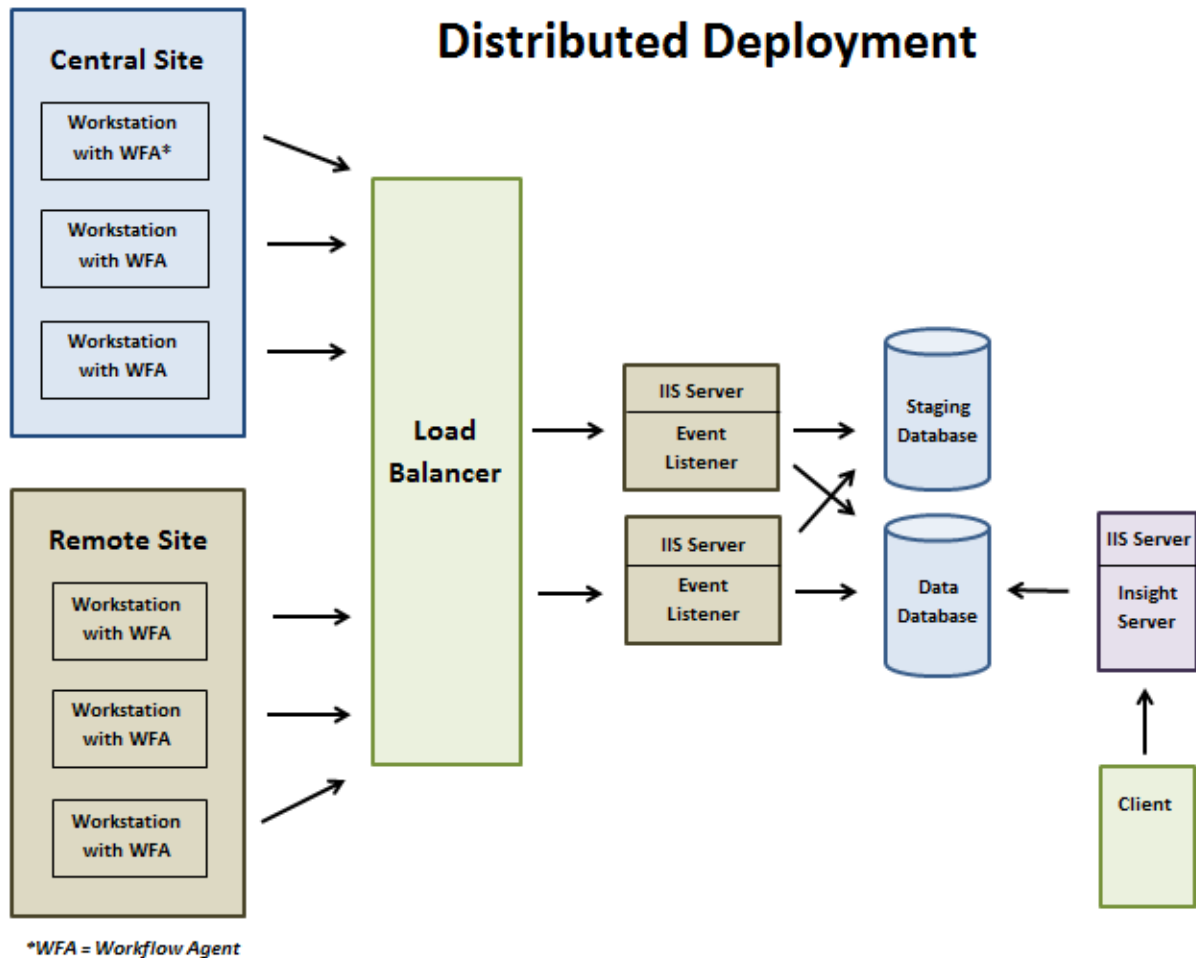 Distributed Deployment
Central Site
Workstation
with WFA*
Workstation
with WFA
Workstation
with WFA
Remote Site
Workstation
with WFA
Workstation
with WFA
Workstation
with WFA
*WFA = Workflow Agent
Load
Balancer
IIS Server
Event
Listener
IIS Server
Event
Listener
Staging
Database
Data
Database
IIS Server
Insight
Server
Client